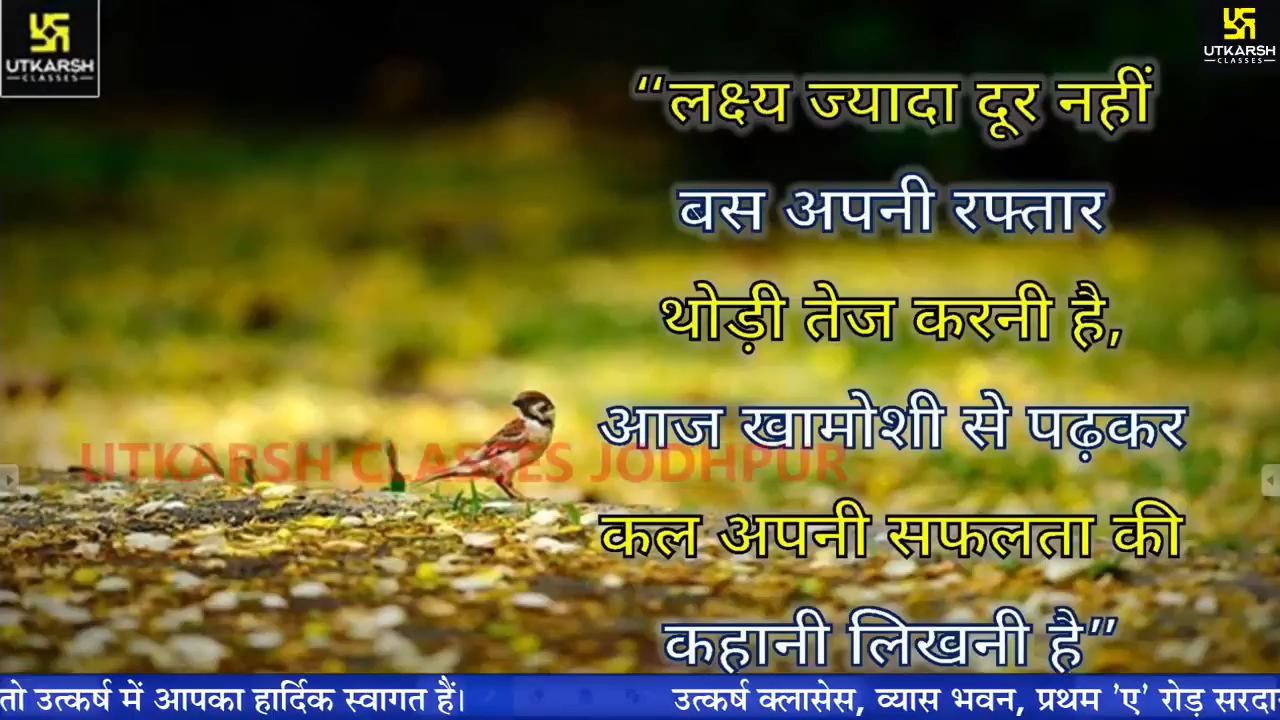 UTKARSH
CLASSES
UTKARSH
CLASSES
“लक्ष्य ज्यादा दूर नहीं
बस अपनी रफ्तार
थोड़ी तेज करनी है,
आज खामोशी से पढ़कर
UTKARSH CLASSES JODHPUR
कल अपनी सफलता की
कहानी लिखनी है”
तो उत्कर्ष में आपका हार्दिक स्वागत हैं।
उत्कर्ष क्लासेस, व्यास भवन, प्रथम 'ए' रोड़ सरदा